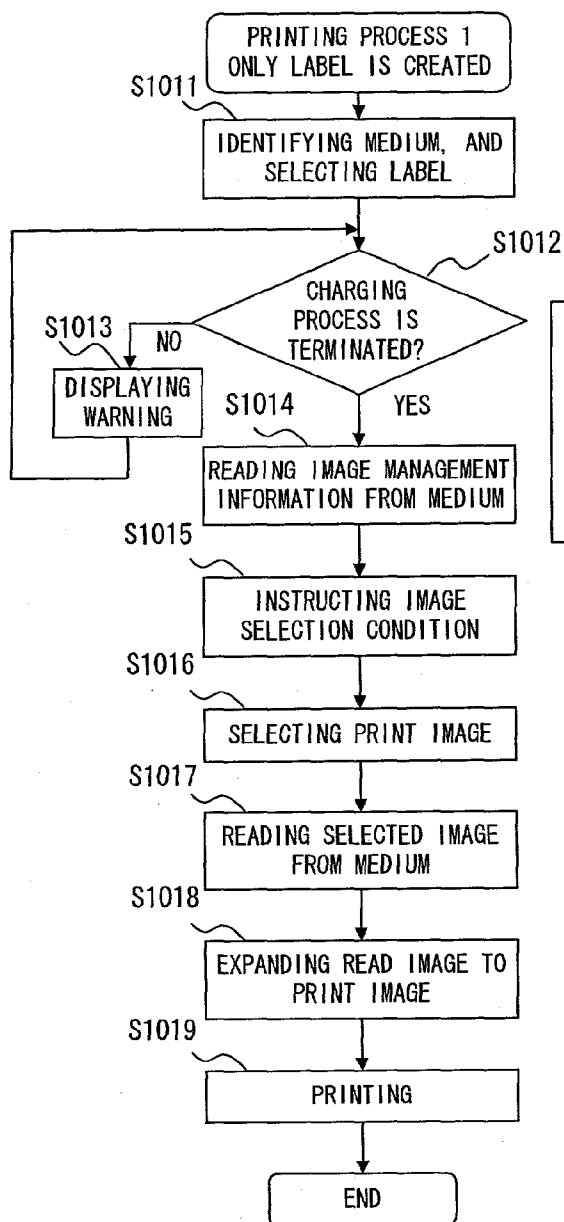 PRINTING PROCESS 1
ONLY LABEL IS CREATED
S1011
IDENTIFYING MEDIUM, AND
SELECTING LABEL
S1012
CHARGING
PROCESS IS
TERMINATED?
S1013
NO
DISPLAYING
WARNING
YES
S1014
READING IMAGE MANAGEMENT
INFORMATION FROM MEDIUM
S1015
INSTRUCTING IMAGE
SELECTION CONDITION
S1016
SELECTING PRINT IMAGE
S1017
READING SELECTED IMAGE
FROM MEDIUM
S1018
EXPANDING READ IMAGE TO
PRINT IMAGE
S1019
PRINTING
END